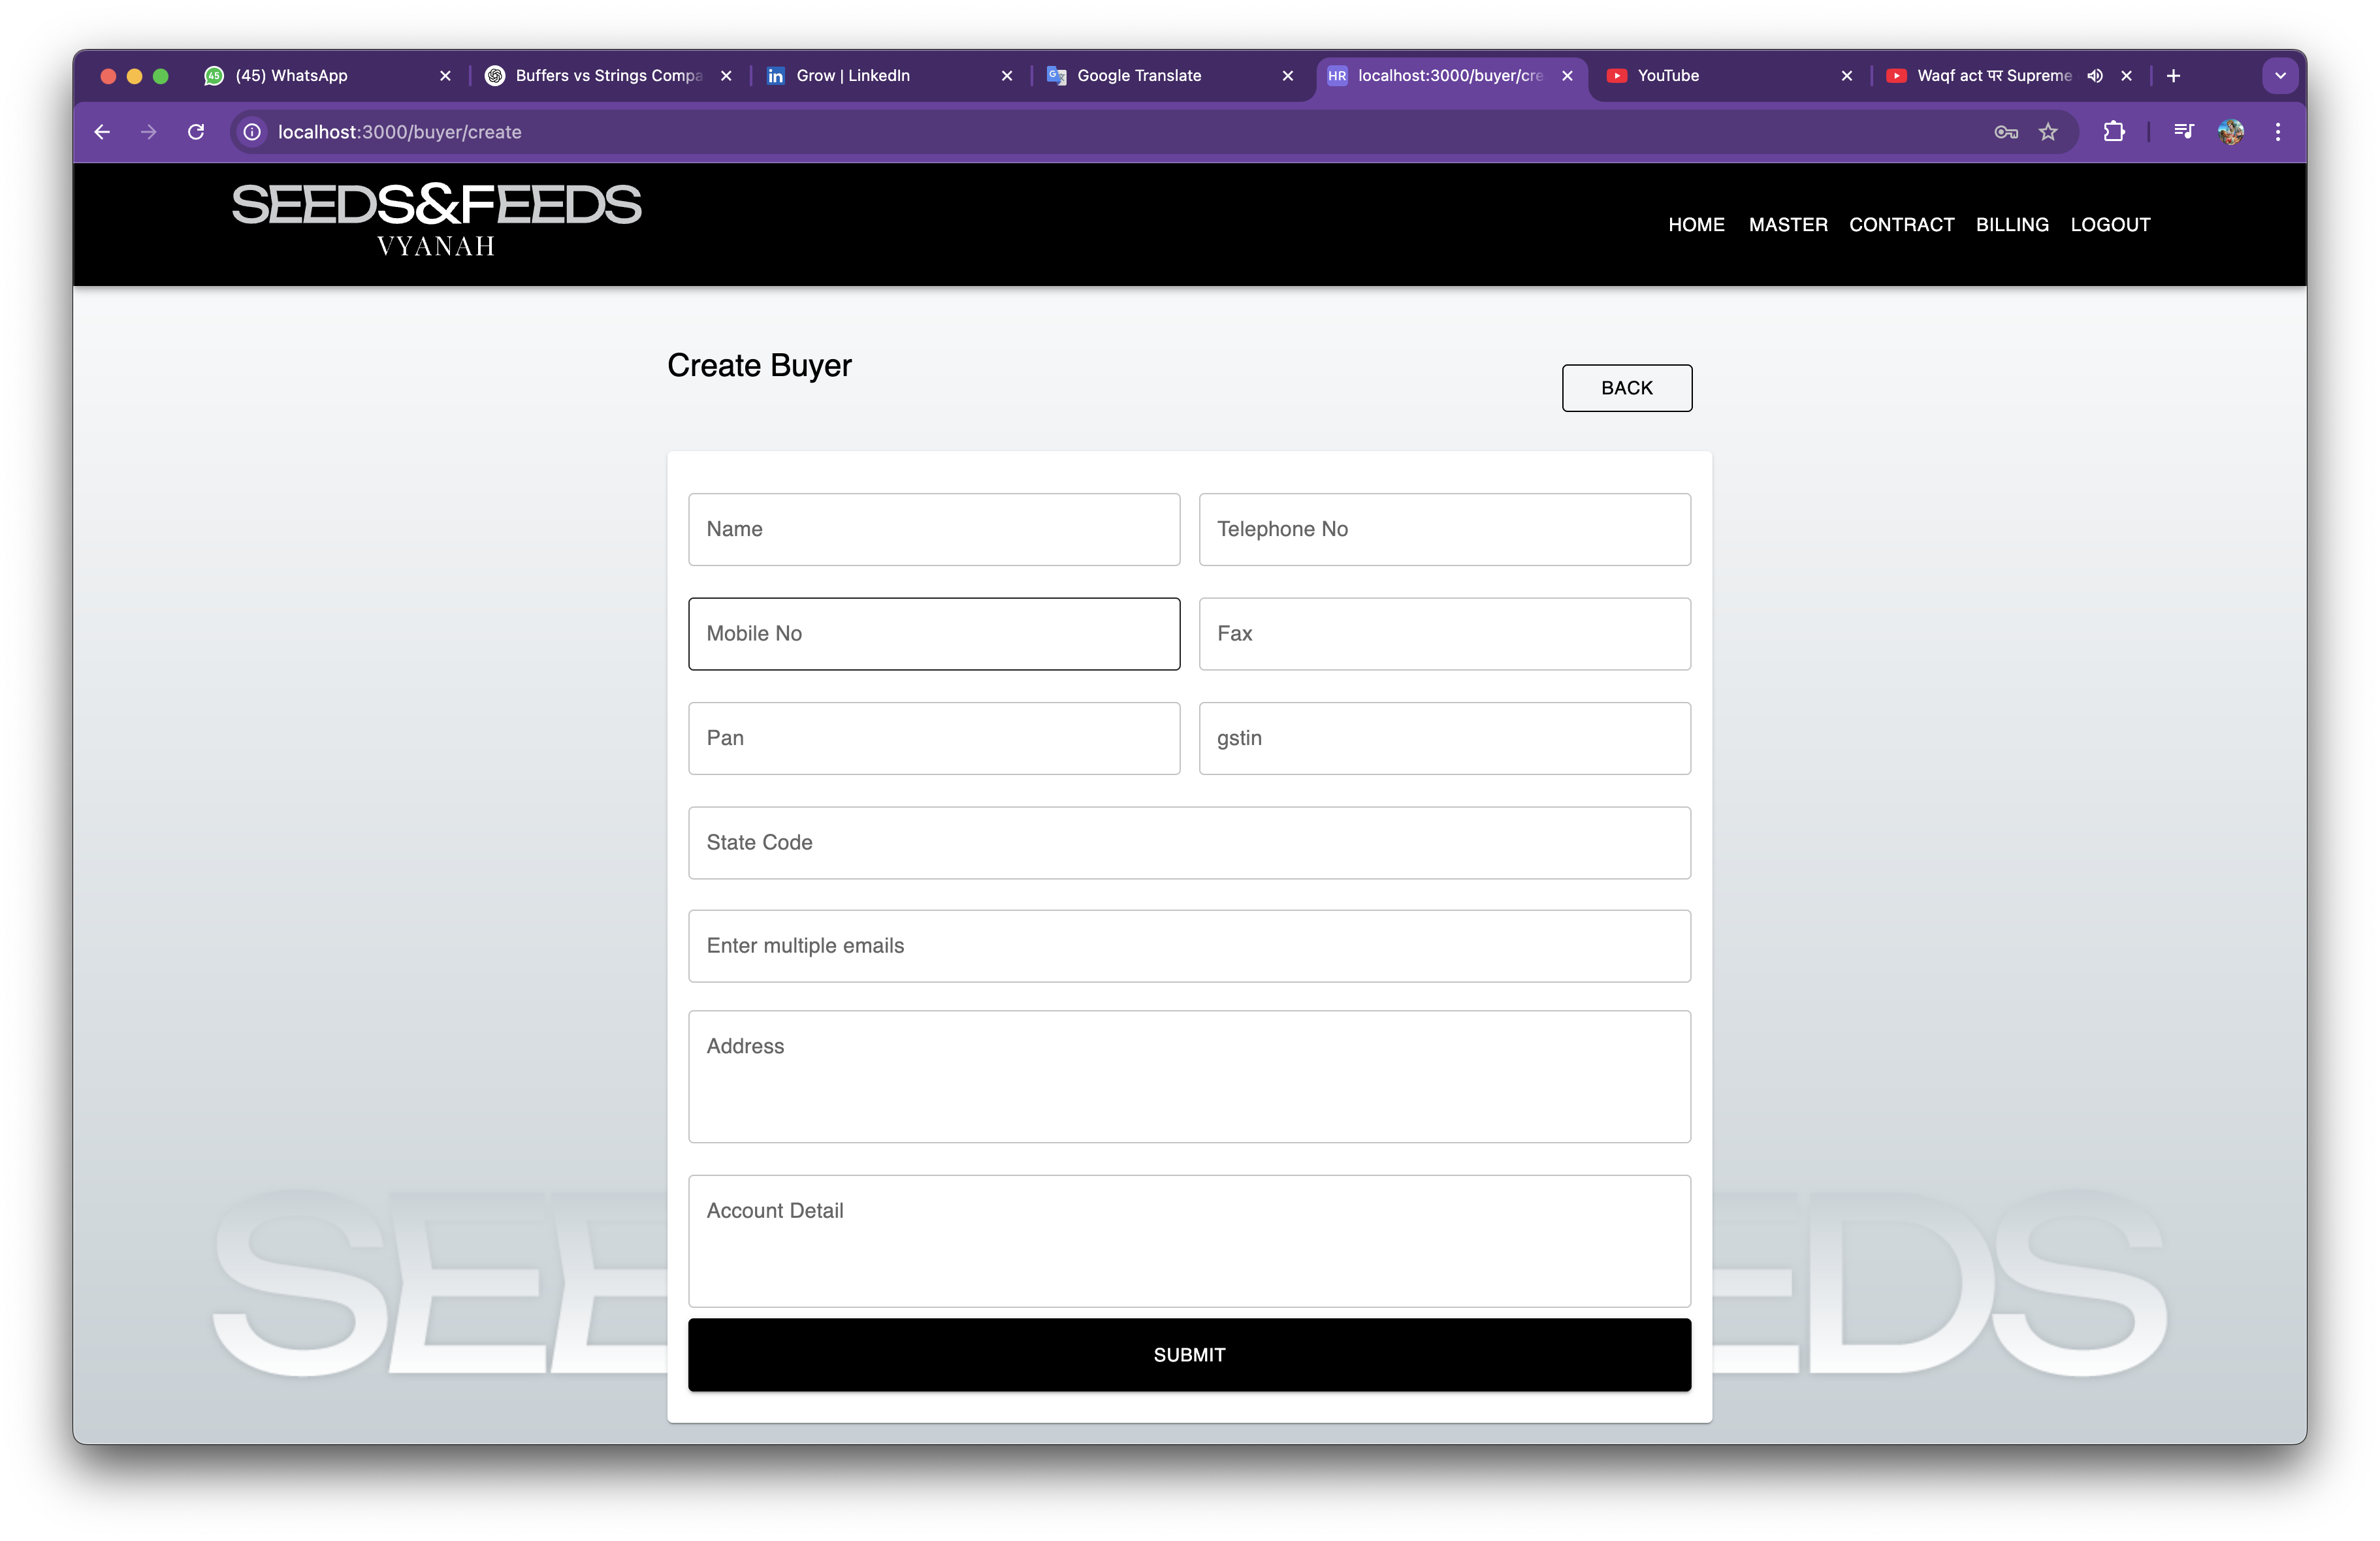 (45) WhatsApp
Buffers vs Strings Compa
Grow | LinkedIn
Google Translate
HR localhost:3000/buyer/cre
YouTube
Waqf act पर Supreme
localhost:3000/buyer/create
SEEDS&FEEDS
VYANAH
HOME MASTER CONTRACT BILLING LOGOUT
Create Buyer
BACK
Name
Telephone No
Mobile No
Fax
Pan
gstin
State Code
Enter multiple emails
Address
Account Detail
SEE EDS
SUBMIT